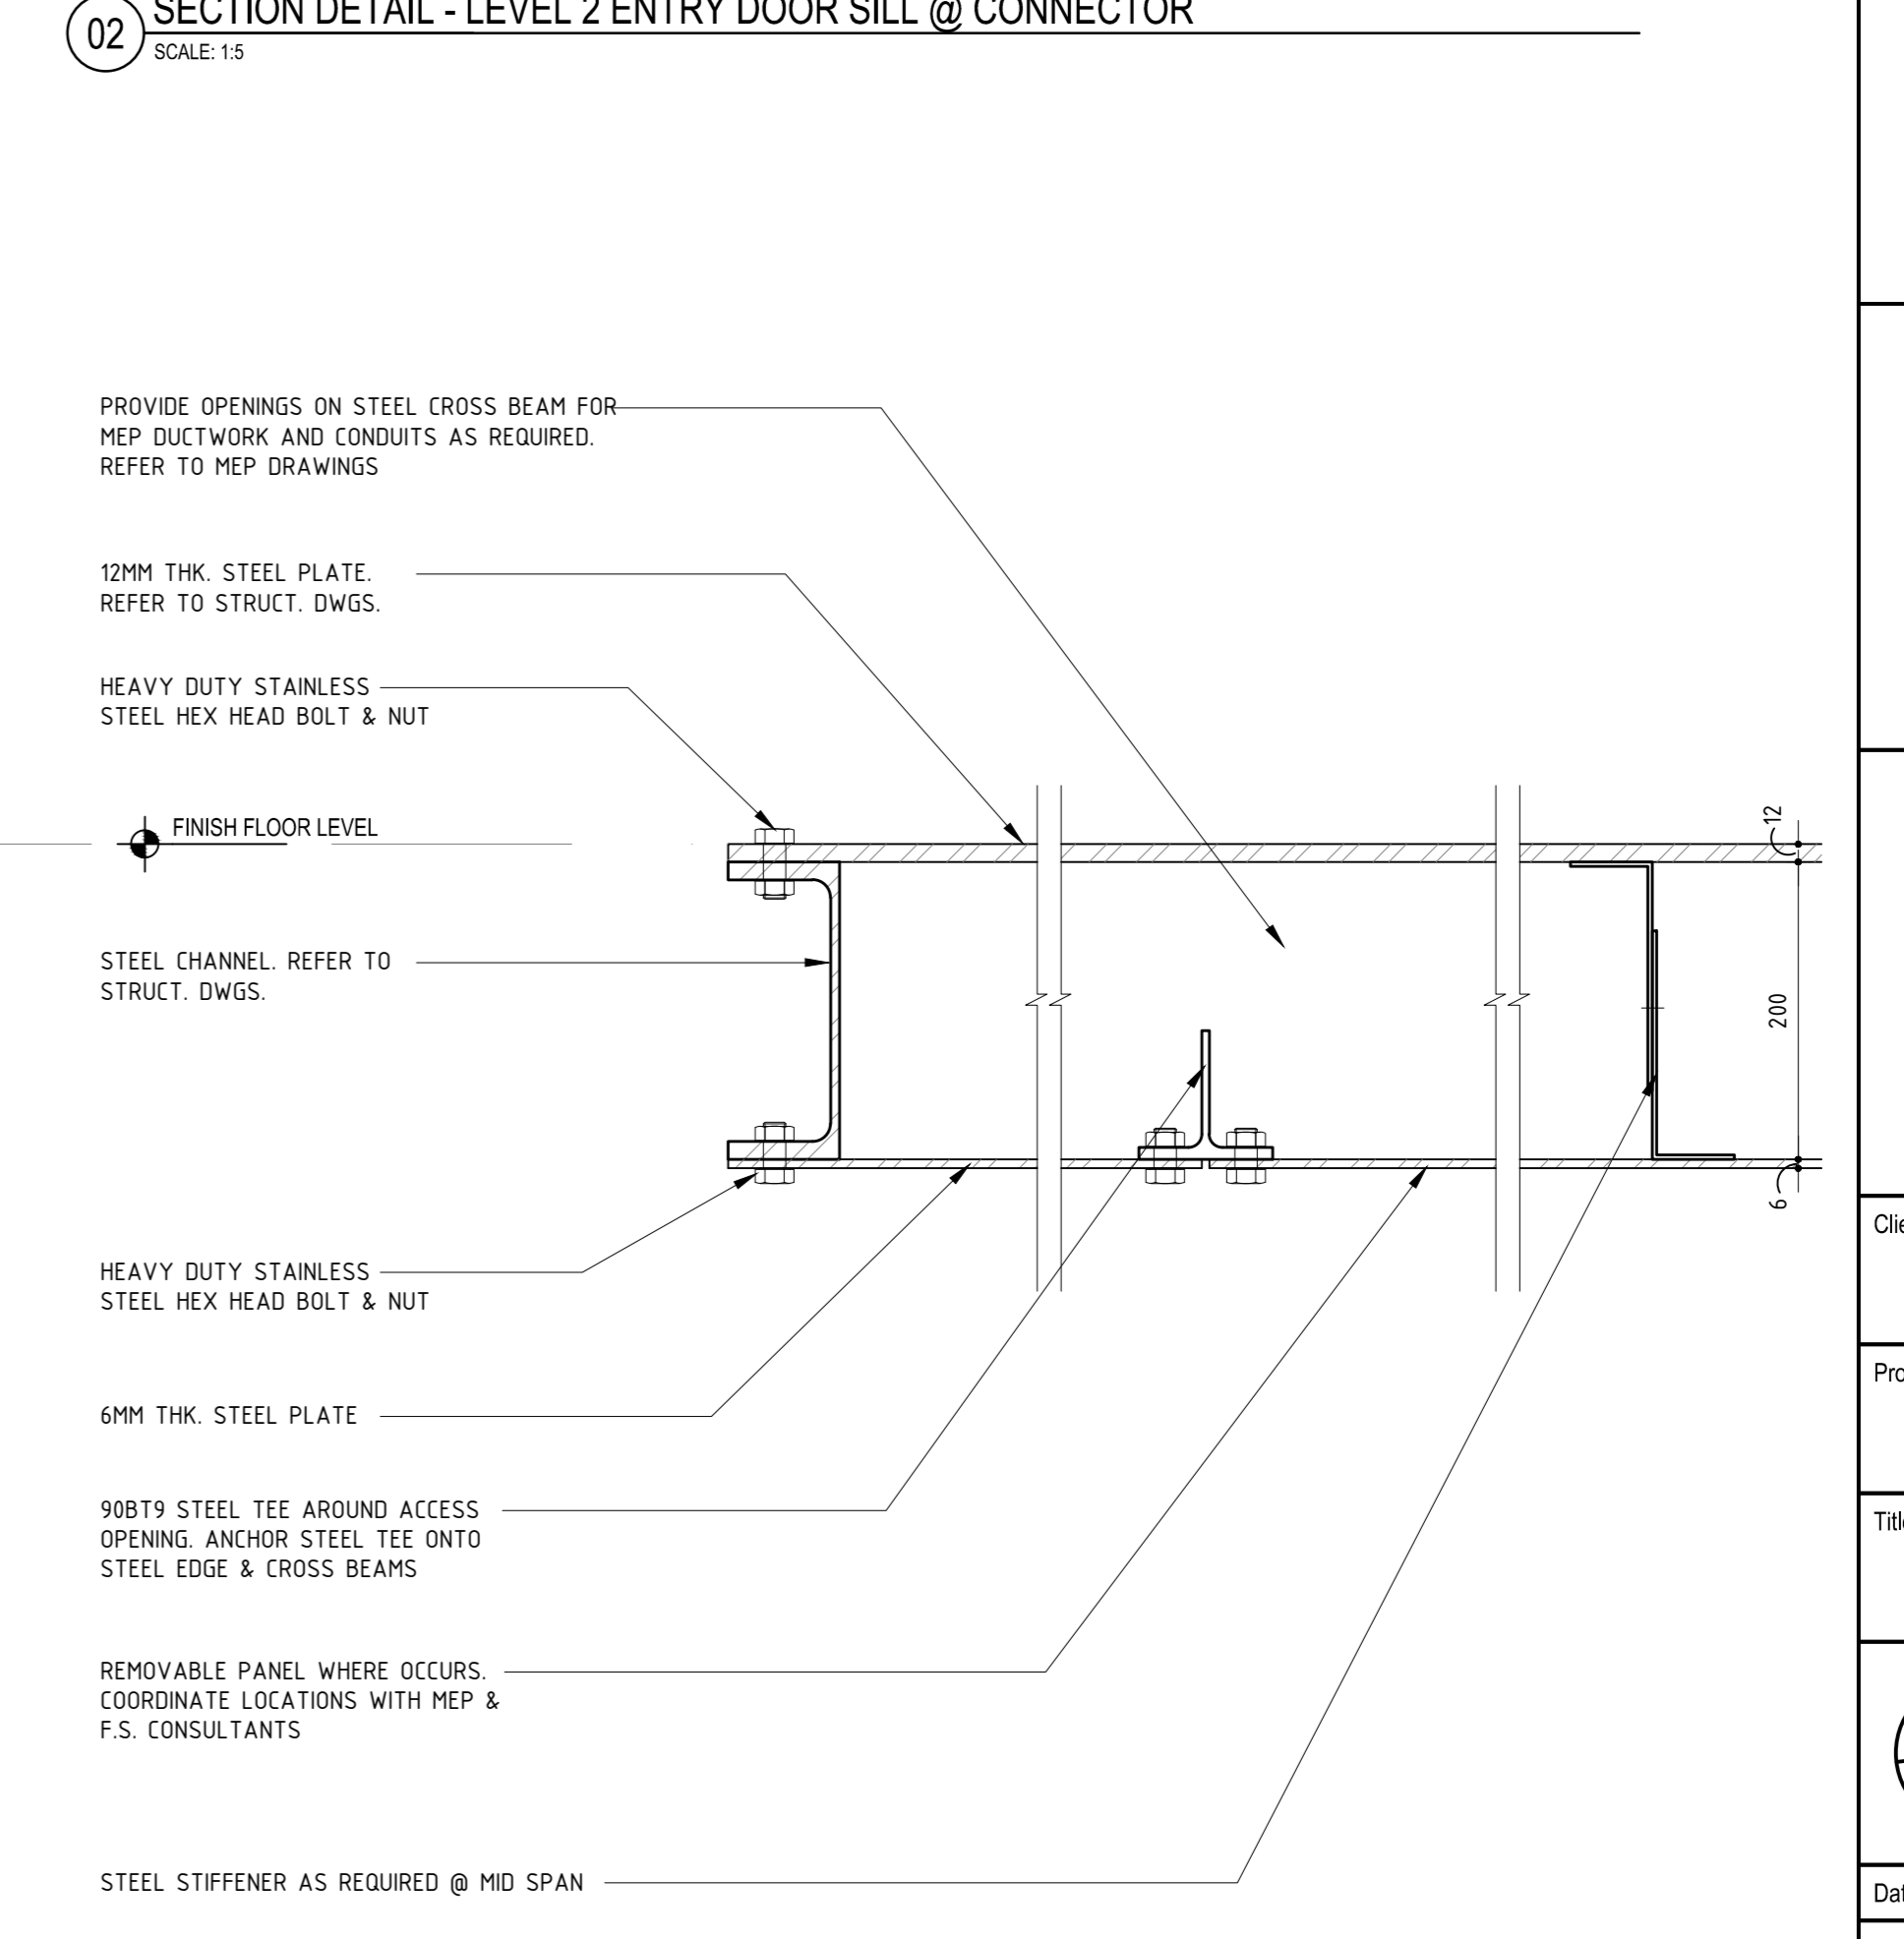 02
SECTION DETAIL - LEVEL 2 ENTRY DOOR SILL @ CONNECTOR
SCALE: 1:5
PROVIDE OPENINGS ON STEEL CROSS BEAM FOR
MEP DUCTWORK AND CONDUITS AS REQUIRED.
REFER TO MEP DRAWINGS
12MM THK. STEEL PLATE.
REFER TO STRUCT. DWGS.
HEAVY DUTY STAINLESS
STEEL HEX HEAD BOLT & NUT
FINISH FLOOR LEVEL
12
STEEL CHANNEL. REFER TO
STRUCT. DWGS.
200
6
HEAVY DUTY STAINLESS
STEEL HEX HEAD BOLT & NUT
6MM THK. STEEL PLATE
90BT9 STEEL TEE AROUND ACCESS
OPENING. ANCHOR STEEL TEE ONTO
STEEL EDGE & CROSS BEAMS
REMOVABLE PANEL WHERE OCCURS.
COORDINATE LOCATIONS WITH MEP &
F.S. CONSULTANTS
STEEL STIFFENER AS REQUIRED @ MID SPAN